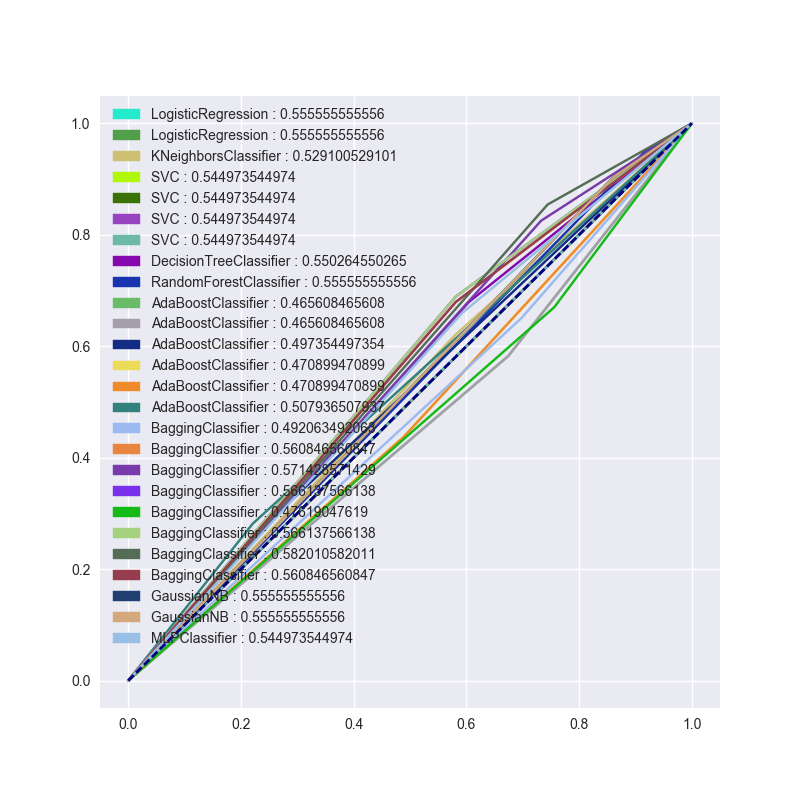 LogisticRegression : 0.555555555556
LogisticRegression : 0.555555555556
KNeighborsClassifier : 0.529100529101
SVC : 0.544973544974
SVC : 0.544973544974
SVC : 0.544973544974
SVC : 0.544973544974
DecisionTreeClassifier : 0.550264550265
RandomForestClassifier : 0.555555555556
AdaBoostClassifier : 0.465608465608
AdaBoostClassifier : 0.465608465608
AdaBoostClassifier : 0.497354497354
AdaBoostClassifier : 0.470899470899
AdaBoostClassifier : 0.470899470899
AdaBoostClassifier : 0.507936507937
BaggingClassifier : 0.492063492063
BaggingClassifier : 0.560846560847
BaggingClassifier : 0.571428571429
BaggingClassifier : 0.566137566138
BaggingClassifier : 0.47619047619
BaggingClassifier : 0.566137566138
BaggingClassifier : 0.582010582011
BaggingClassifier : 0.560846560847
GaussianNB : 0.555555555556
GaussianNB : 0.555555555556
MLPClassifier : 0.544973544974
1.0
0.8
0.6
0.4
0.2
0.0
0.0 0.2 0.4 0.6 0.8 1.0